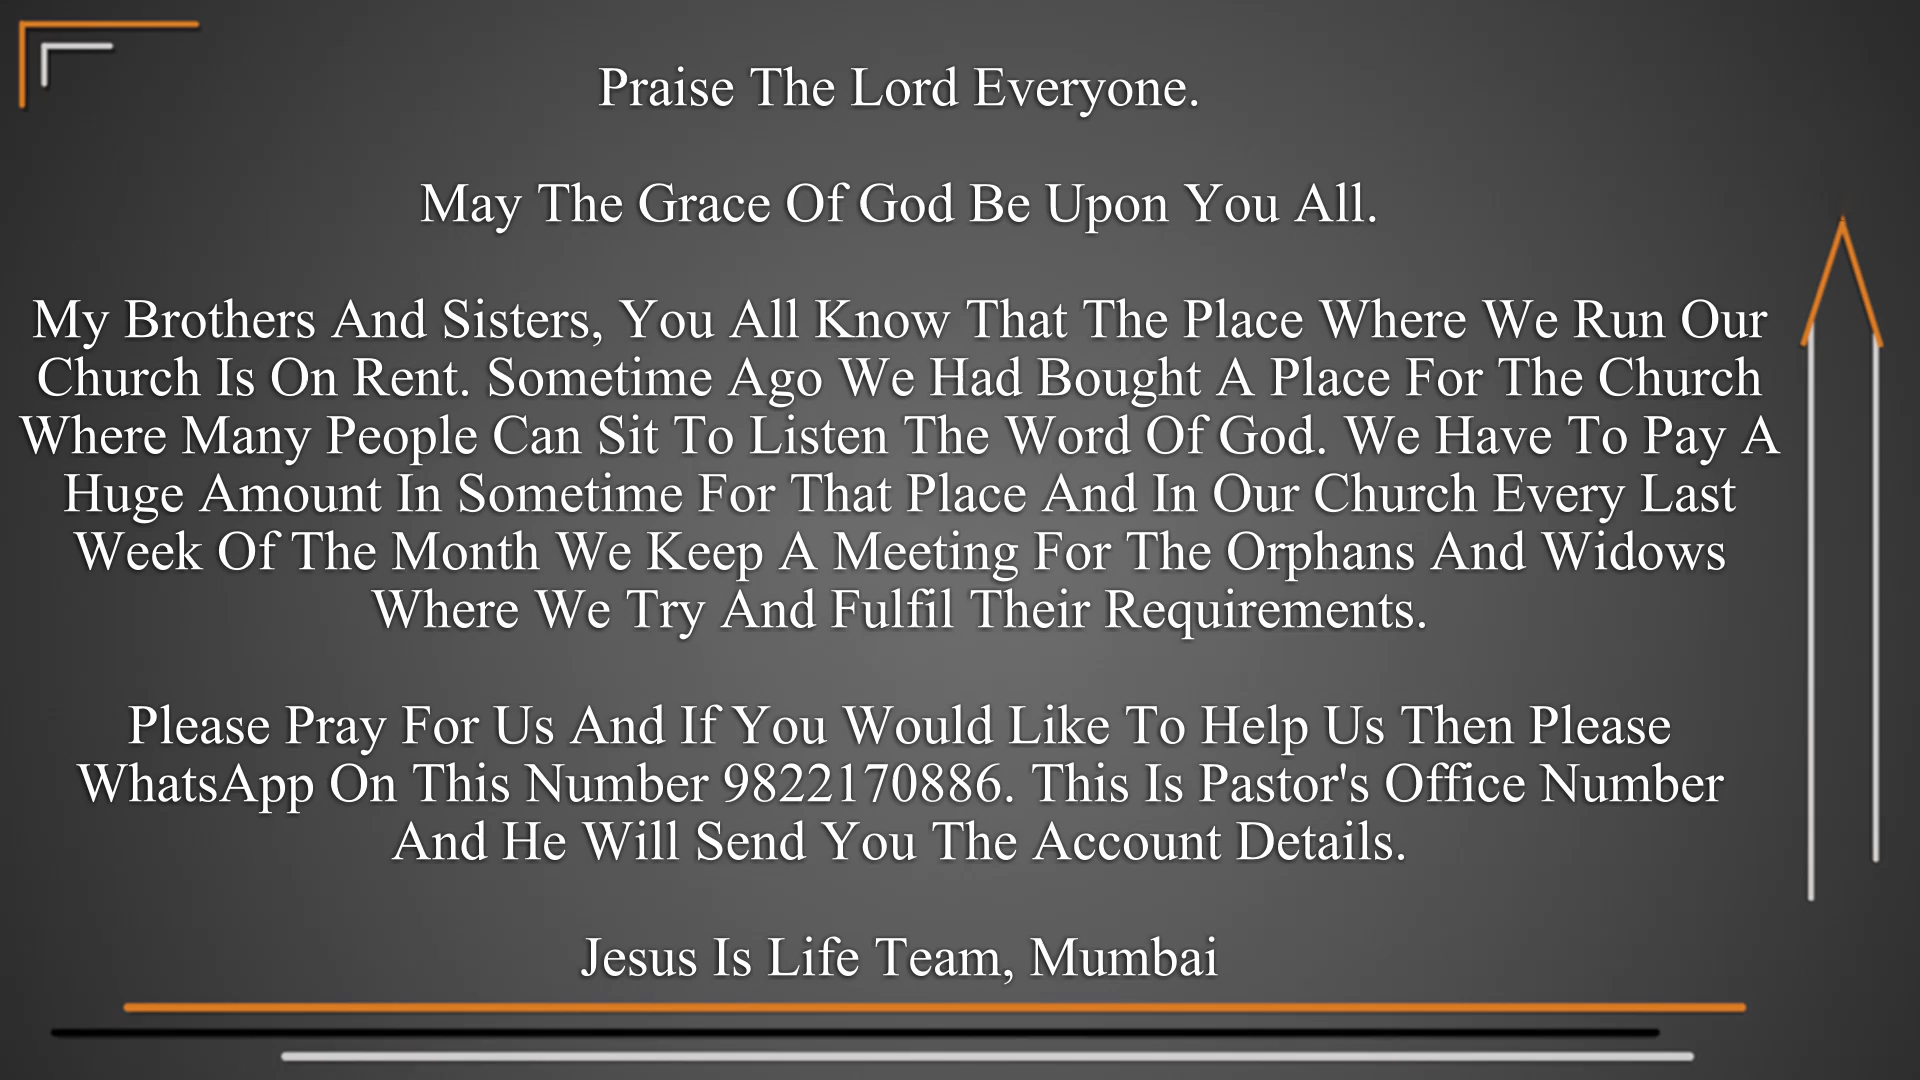 Praise The Lord Everyone.
May The Grace Of God Be Upon You All.
My Brothers And Sisters, You All Know That The Place Where We Run Our
Church Is On Rent. Sometime Ago We Had Bought A Place For The Church
Where Many People Can Sit To Listen The Word Of God. We Have To Pay A
Huge Amount In Sometime For That Place And In Our Church Every Last
Week Of The Month We Keep A Meeting For The Orphans And Widows
Where We Try And Fulfil Their Requirements.
Please Pray For Us And If You Would Like To Help Us Then Please
WhatsApp On This Number 9822170886. This Is Pastor's Office Number
And He Will Send You The Account Details.
Jesus Is Life Team, Mumbai